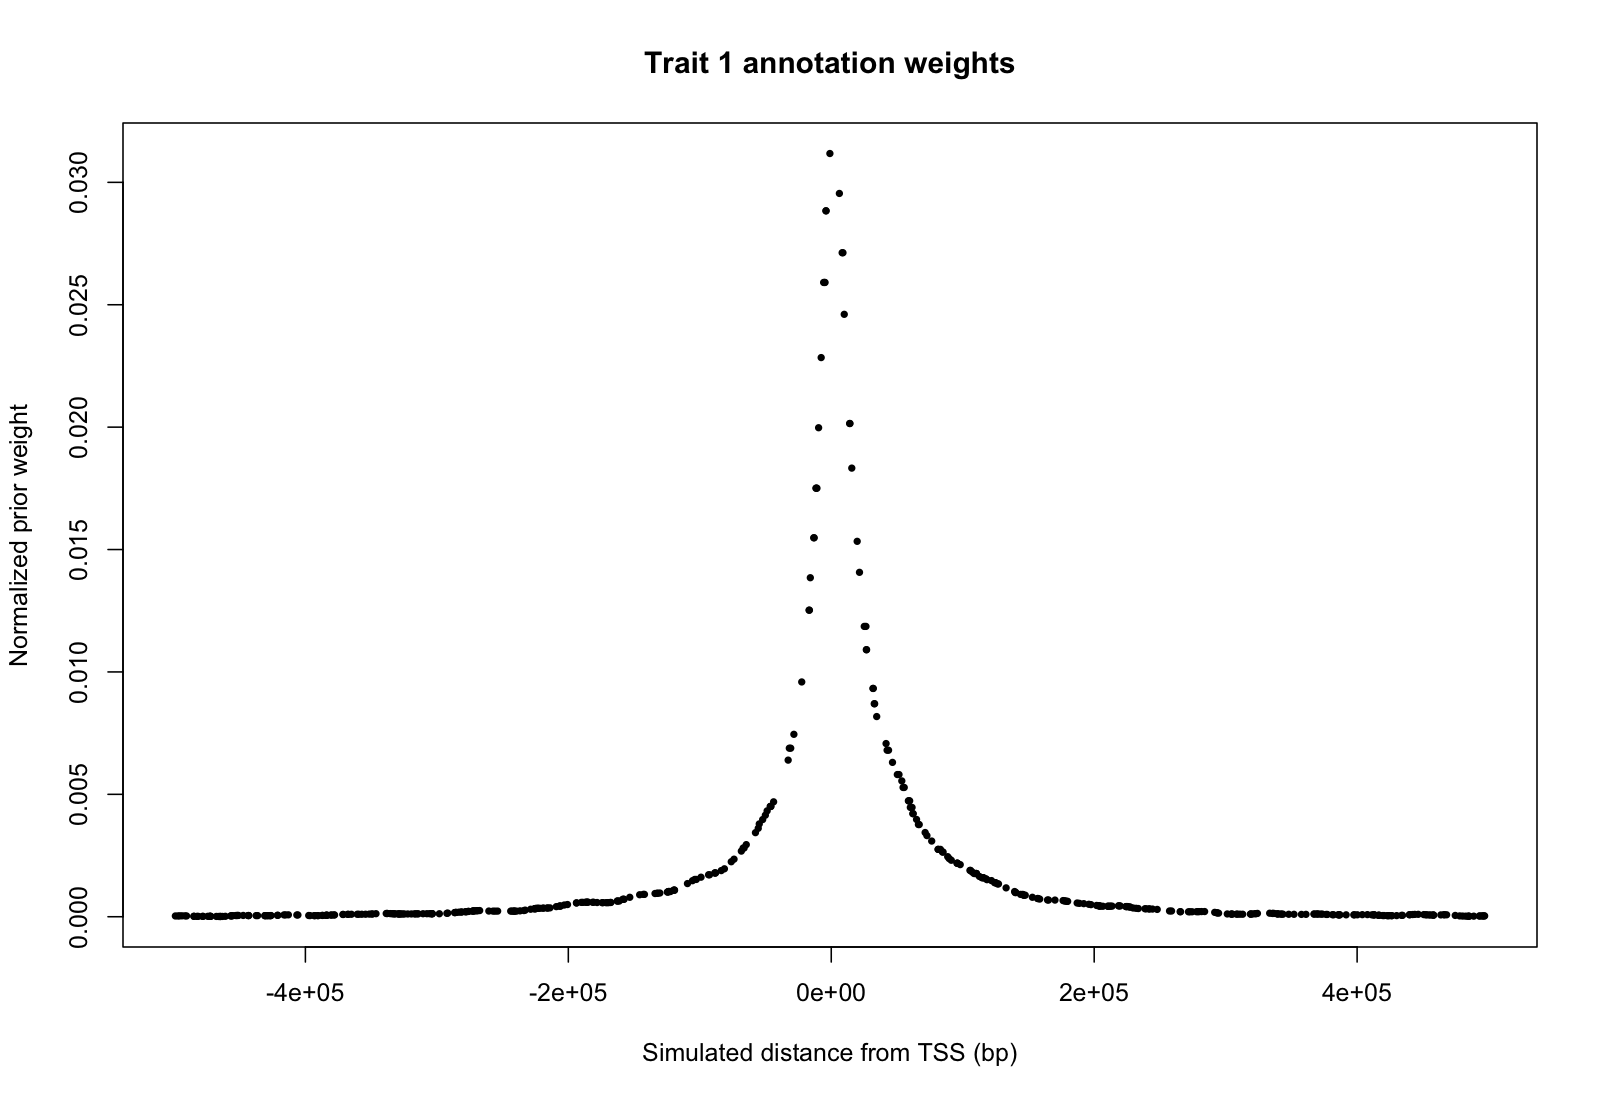 Trait 1 annotation weights
Normalized prior weight
0.030
0.025
0.020
0.015
0.010
0.005
0.000
-4e+05 -2e+05 0e+00 2e+05 4e+05
Simulated distance from TSS (bp)